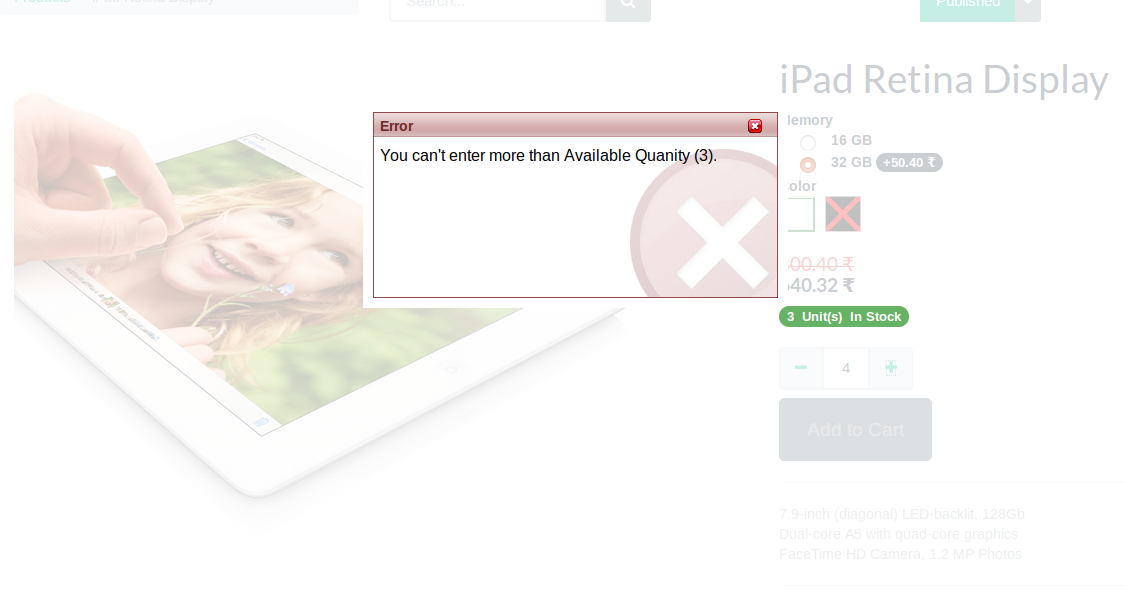 Products iPad Retina Display
Search...
Published
iPad Retina Display
Error
You can't enter more than Available Quanity (3).
emory
16 GB
32 GB +50.40 ₹
olor
00.40 ₹
40.32 ₹
3 Unit(s) In Stock
4
Add to Cart
7.9-inch (diagonal) LED-backlit, 128Gb
Dual-core A5 with quad-core graphics
FaceTime HD Camera, 1.2 MP Photos